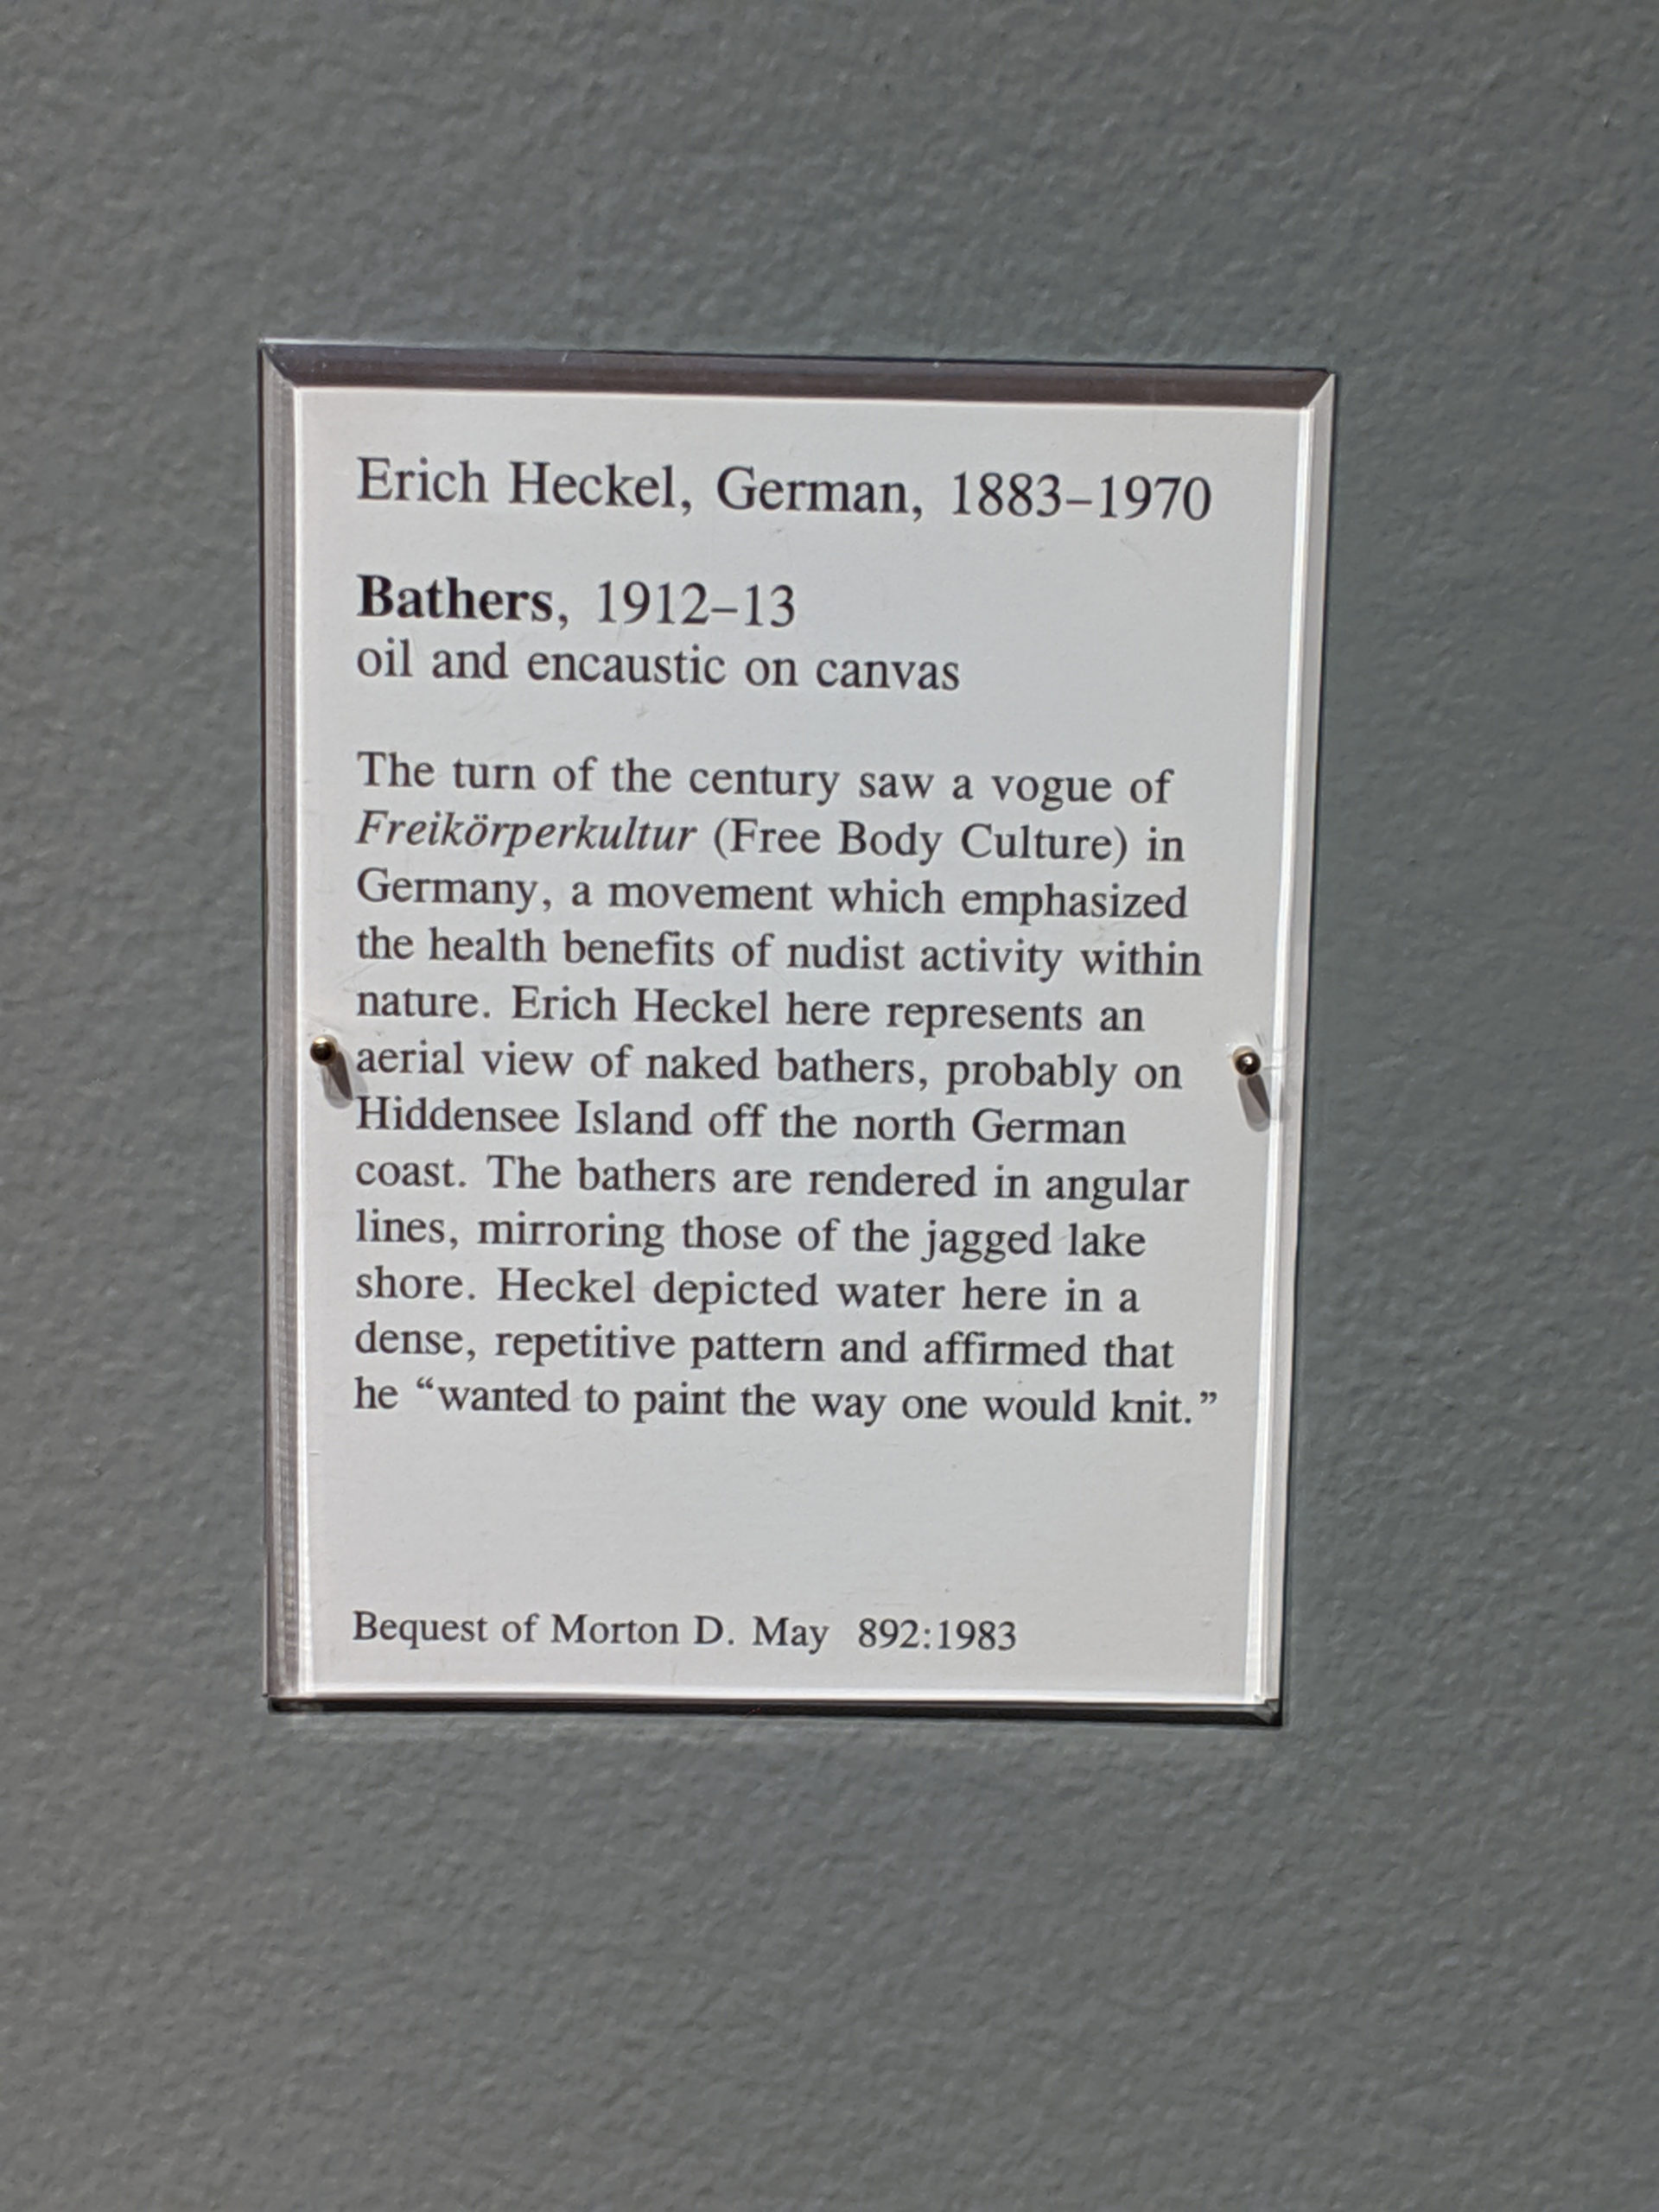 Erich Heckel, German, 1883–1970
Bathers, 1912–13
oil and encaustic on canvas
The turn of the century saw a vogue of
Freikörperkultur (Free Body Culture) in
Germany, a movement which emphasized
the health benefits of nudist activity within
nature. Erich Heckel here represents an
aerial view of naked bathers, probably on
Hiddensee Island off the north German
coast. The bathers are rendered in angular
lines, mirroring those of the jagged lake
shore. Heckel depicted water here in a
dense, repetitive pattern and affirmed that
he “wanted to paint the way one would knit.”
Bequest of Morton D. May 892:1983